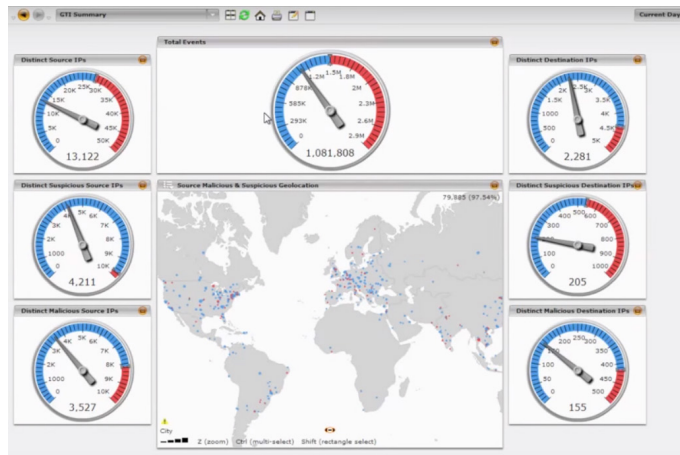 GTI Summary
Current Day
Total Events
293K
585K
878K
1.2M
1.5M
1.8M
2M
2.3M
2.6M
2.9M
0
1,081,808
Distinct Source IPs
0
5K
10K
15K
20K
25K
30K
35K
40K
45K
50K
13,122
Distinct Destination IPs
0
500
1000
1.5K
2K
2.5K
3K
3.5K
4K
4.5K
5K
2,281
Distinct Suspicious Source IPs
0
1000
2K
3K
4K
5K
6K
7K
8K
9K
10K
4,211
Source Malicious & Suspicious Geolocation
79,885 (97.54%)
City
Z (zoom) Ctrl (multi-select) Shift (rectangle select)
Distinct Suspicious Destination IPs
0
100
200
300
400
500
600
700
800
900
1000
205
Distinct Malicious Source IPs
0
1000
2K
3K
4K
5K
6K
7K
8K
9K
10K
3,527
Distinct Malicious Destination IPs
0
50
100
200
250
300
350
400
450
500
155